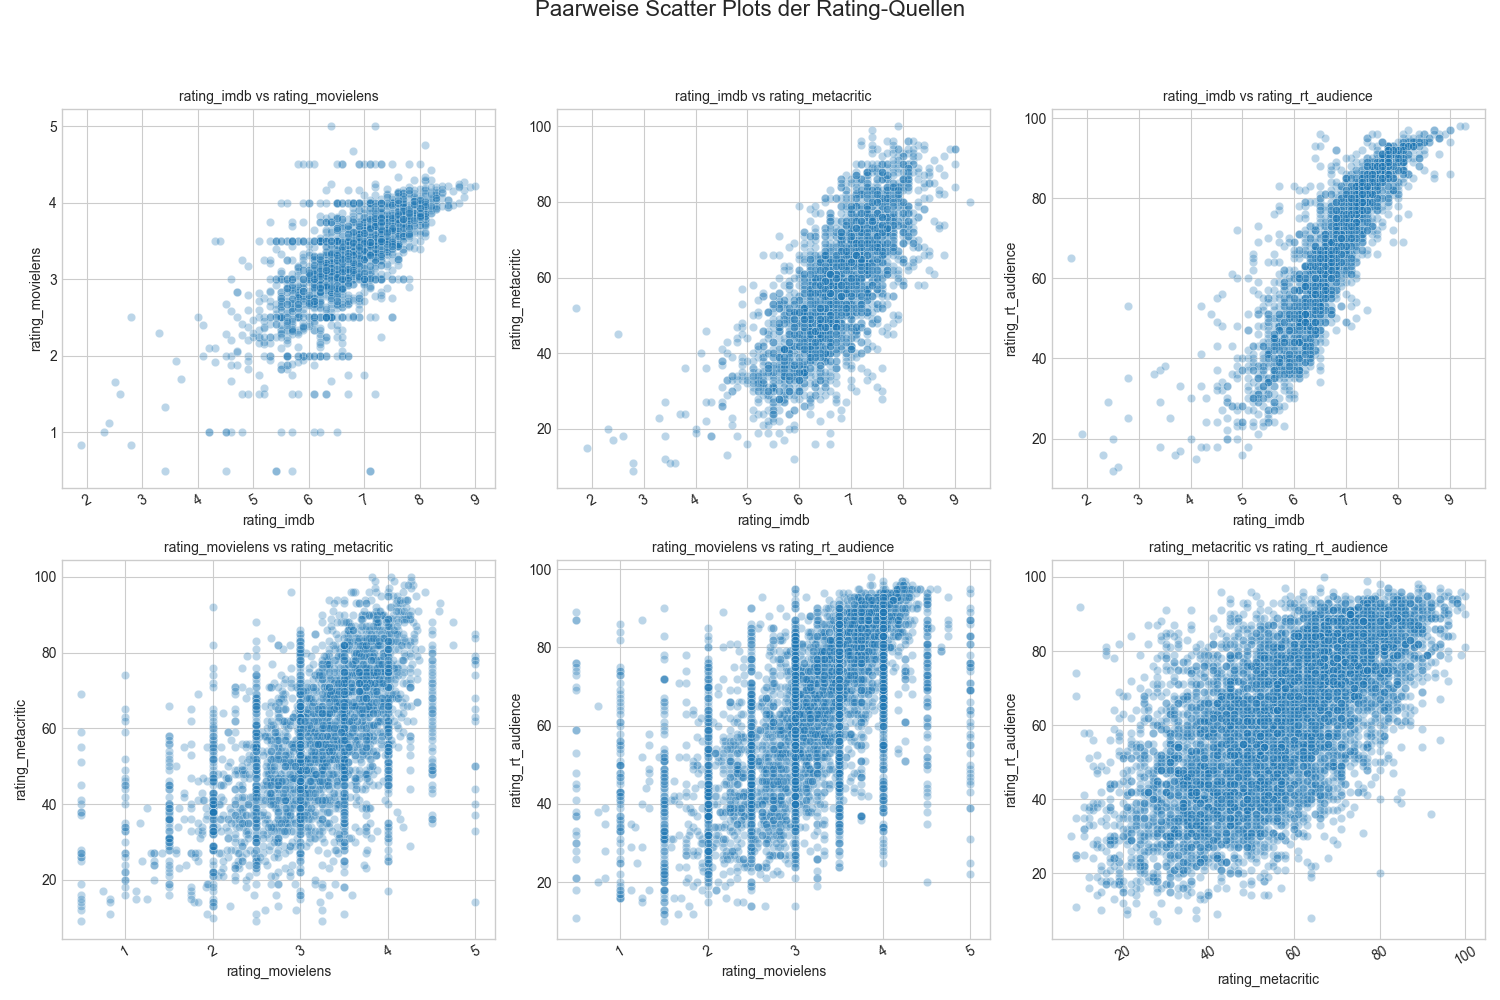 Paarweise Scatter Plots der Rating-Quellen
rating_imdb vs rating_movielens
5
4
3
2
1
rating_movielens
2 3 4 5 6 7 8 9
rating_imdb
rating_imdb vs rating_metacritic
100
80
60
40
20
rating_metacritic
2 3 4 5 6 7 8 9
rating_imdb
rating_imdb vs rating_rt_audience
100
80
60
40
20
rating_rt_audience
2 3 4 5 6 7 8 9
rating_imdb
rating_movielens vs rating_metacritic
100
80
60
40
20
rating_metacritic
1 2 3 4 5
rating_movielens
rating_movielens vs rating_rt_audience
100
80
60
40
20
rating_rt_audience
1 2 3 4 5
rating_movielens
rating_metacritic vs rating_rt_audience
100
80
60
40
20
rating_rt_audience
20 40 60 80 100
rating_metacritic